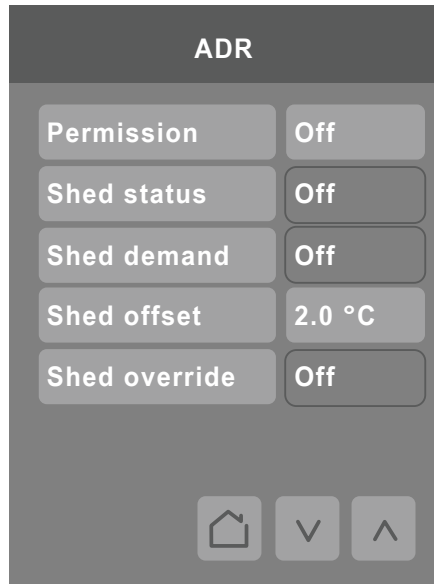 ADR
Permission Off
Shed status Off
Shed demand Off
Shed offset 2.0 °C
Shed override Off